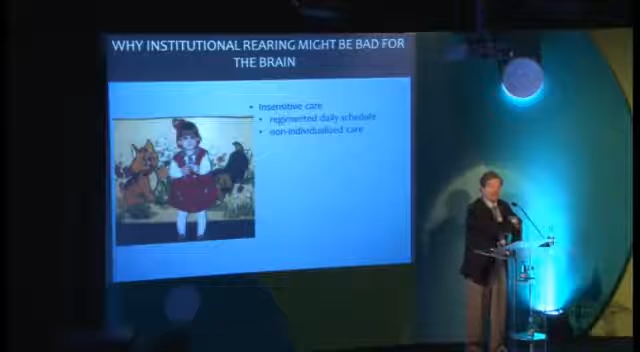 WHY INSTITUTIONAL REARING MIGHT BE BAD FOR
THE BRAIN
• Insensitive care
• regimented daily schedule
• non-individualized care